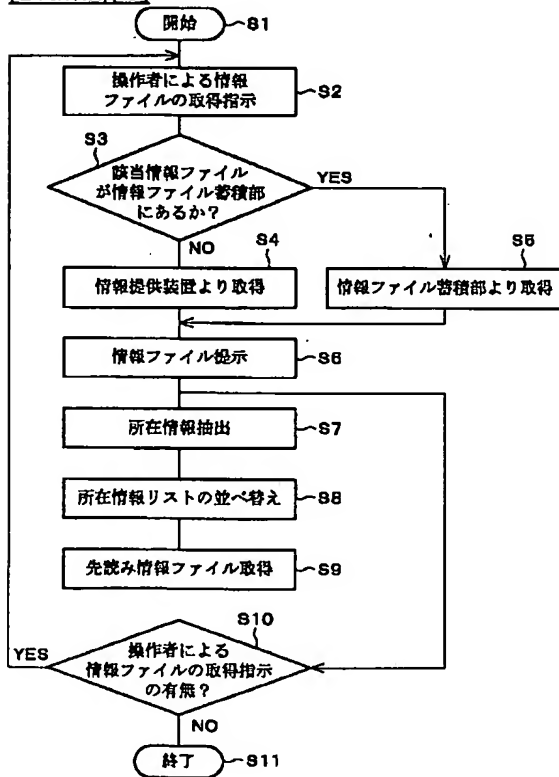 開始
S1
操作者による情報
ファイルの取得指示
S2
S3
該当情報ファイル
が情報ファイル蓄積部
にあるか？
YES
NO
S4
S5
情報提供装置より取得
情報ファイル蓄積部より取得
情報ファイル提示
S6
所在情報抽出
S7
所在情報リストの並べ替え
S8
先読み情報ファイル取得
S9
S10
YES
操作者による
情報ファイルの取得指示
の有無？
NO
終了
S11